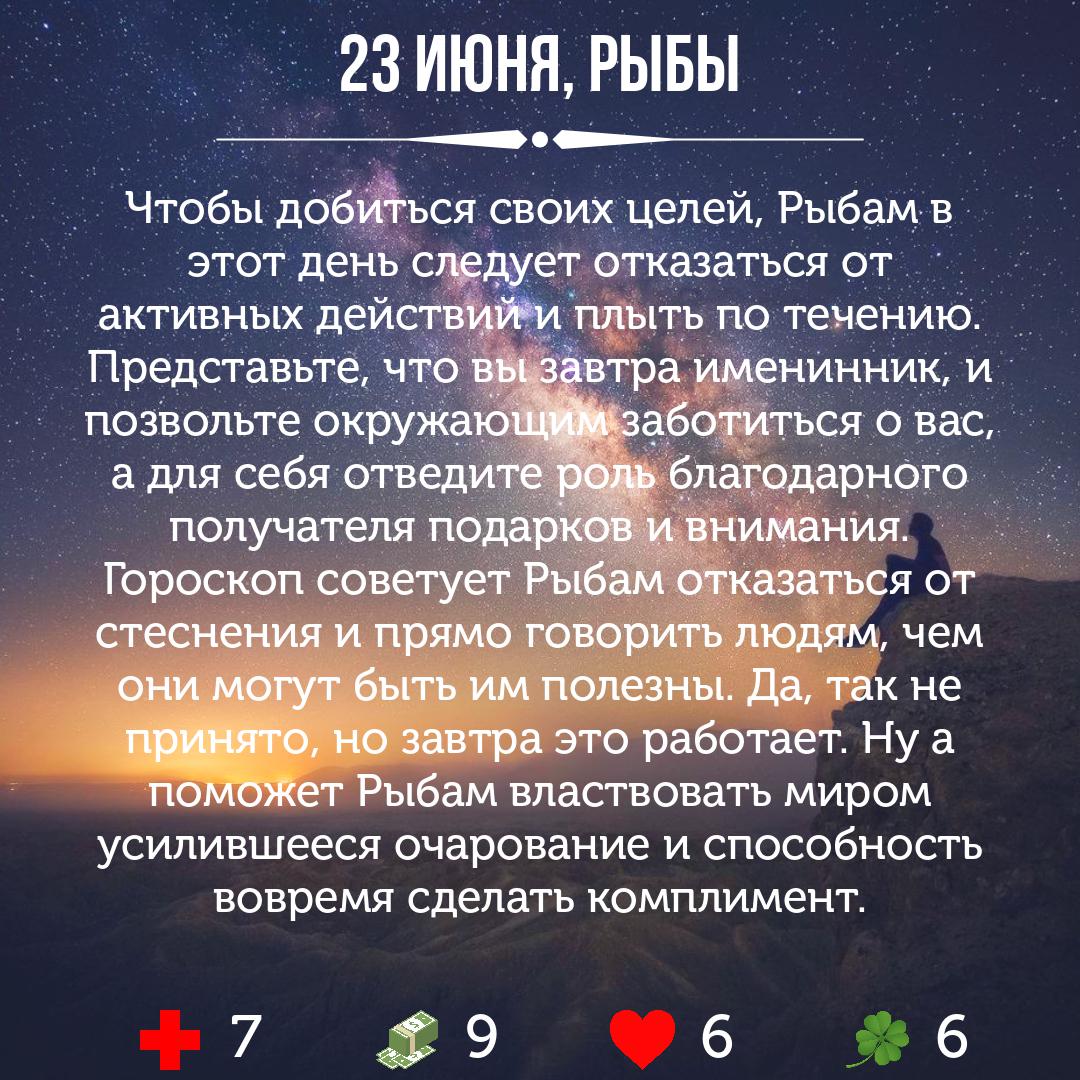 23 ИЮНЯ, РЫБЫ
Чтобы добиться своих целей, Рыбам в
этот день следует отказаться от
активных действий и плыть по течению.
Представьте, что вы завтра именинник, и
позвольте окружающим заботиться о вас,
а для себя отведите роль благодарного
получателя подарков и внимания.
Гороскоп советует Рыбам отказаться от
стеснения и прямо говорить людям, чем
они могут быть им полезны. Да, так не
принято, но завтра это работает. Ну а
поможет Рыбам властвовать миром
усилившееся очарование и способность
вовремя сделать комплимент.
7 9 6 6